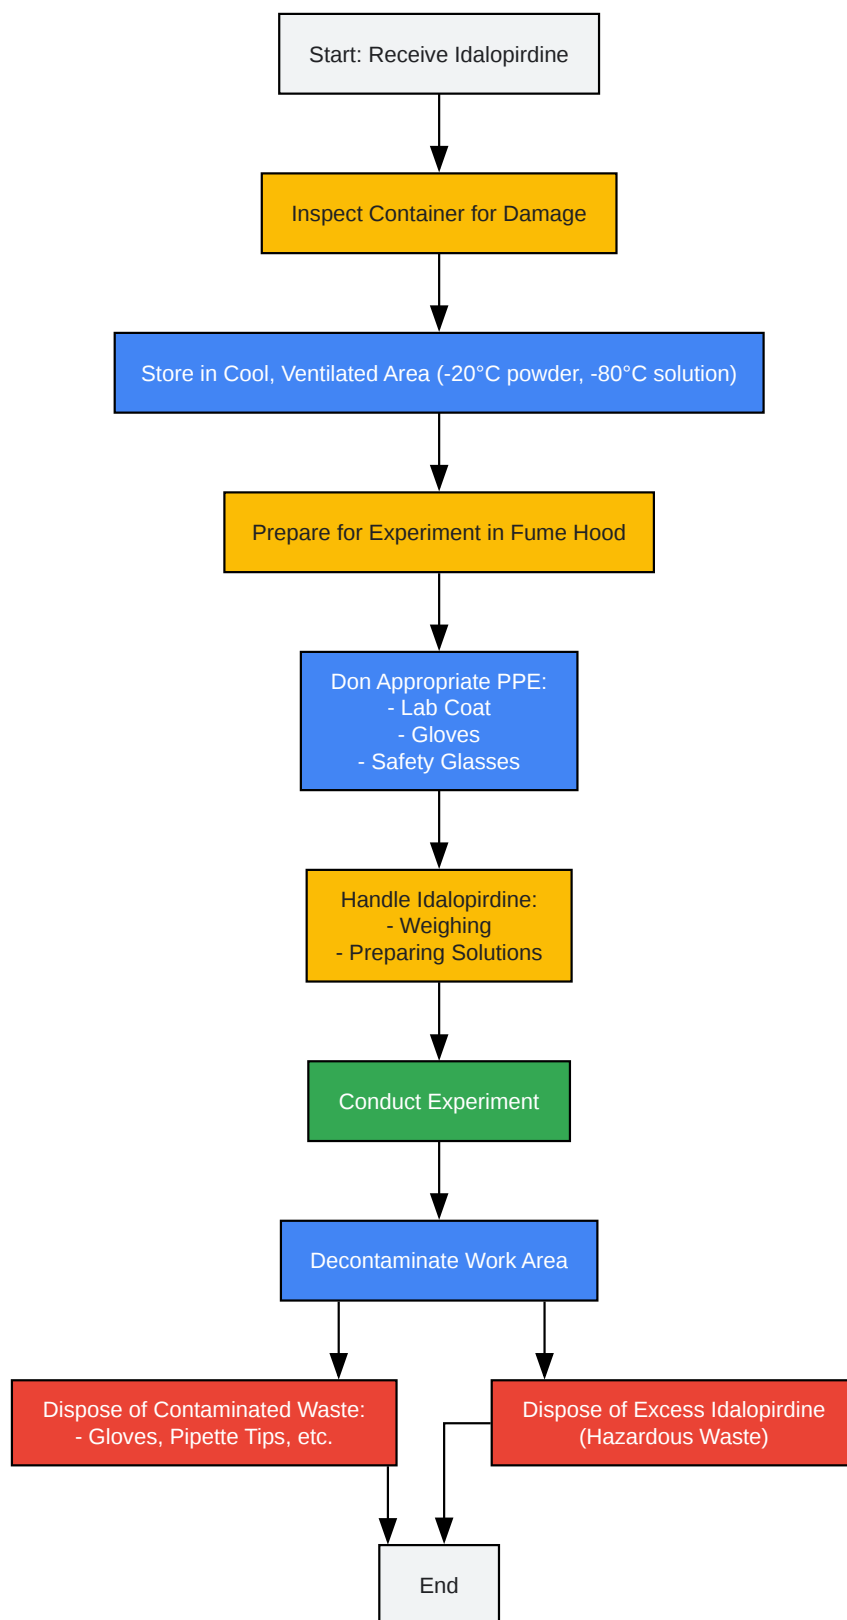 Start: Receive Idalopirdine
Inspect Container for Damage
Store in Cool, Ventilated Area (-20°C powder, -80°C solution)
Prepare for Experiment in Fume Hood
Don Appropriate PPE:
- Lab Coat
- Gloves
- Safety Glasses
Handle Idalopirdine:
- Weighing
- Preparing Solutions
Conduct Experiment
Decontaminate Work Area
Dispose of Contaminated Waste:
- Gloves, Pipette Tips, etc.
Dispose of Excess Idalopirdine
(Hazardous Waste)
End